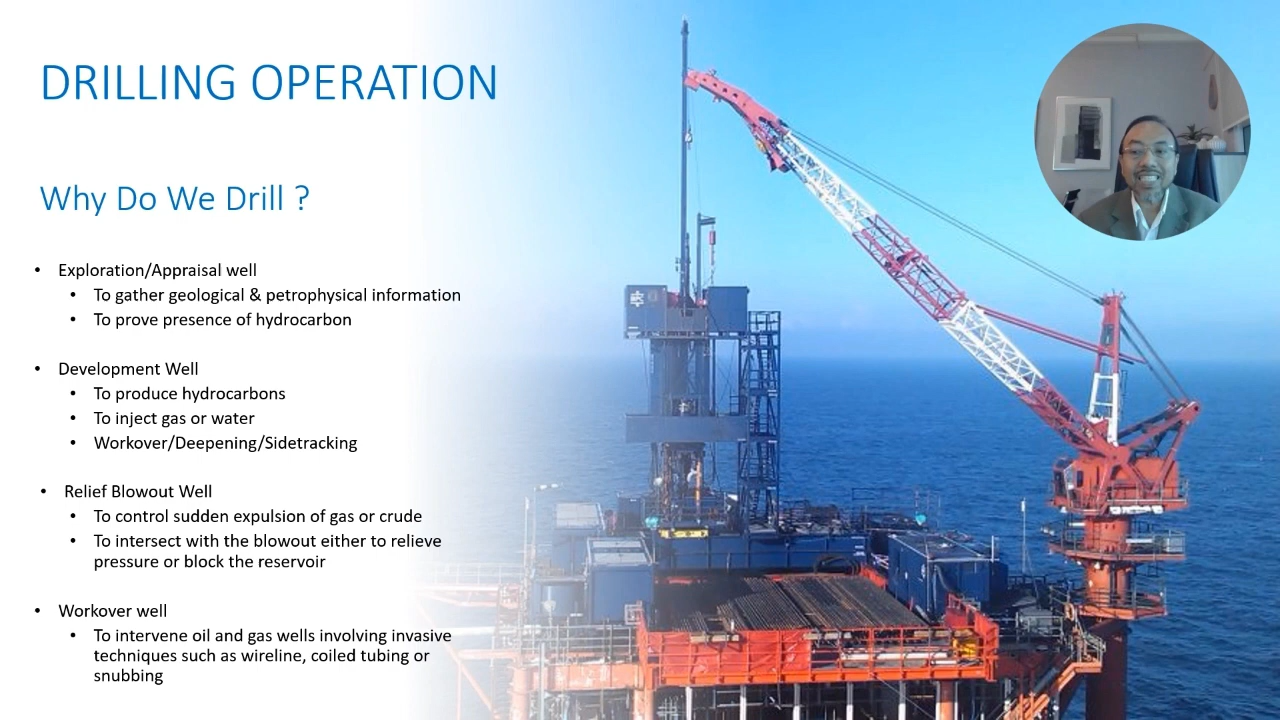 DRILLING OPERATION
Why Do We Drill ?
• Exploration/Appraisal well
• To gather geological & petrophysical information
• To prove presence of hydrocarbon
• Development Well
• To produce hydrocarbons
• To inject gas or water
• Workover/Deepening/Sidetracking
• Relief Blowout Well
• To control sudden expulsion of gas or crude
• To intersect with the blowout either to relieve
pressure or block the reservoir
• Workover well
• To intervene oil and gas wells involving invasive
techniques such as wireline, coiled tubing or
snubbing